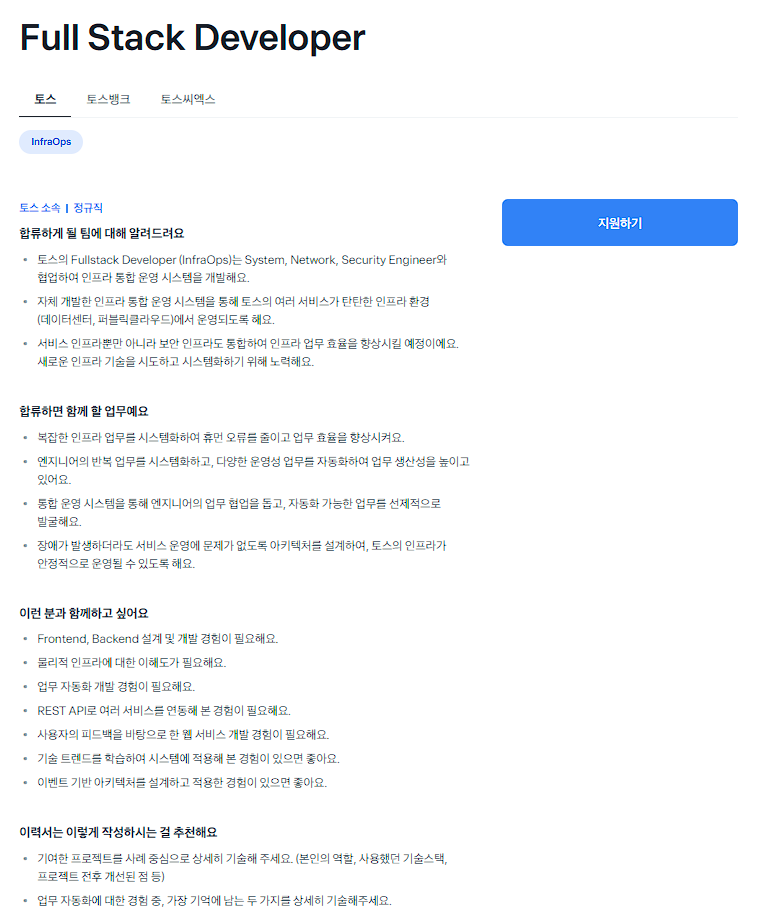 Full Stack Developer
토스 토스뱅크 토스씨엑스
InfraOps
토스 소속 | 정규직
지원하기
합류하게 될 팀에 대해 알려드려요
• 토스의 Fullstack Developer (InfraOps)는 System, Network, Security Engineer와
협업하여 인프라 통합 운영 시스템을 개발해요.
• 자체 개발한 인프라 통합 운영 시스템을 통해 토스의 여러 서비스가 탄탄한 인프라 환경
(데이터센터, 퍼블릭클라우드)에서 운영되도록 해요.
• 서비스 인프라뿐만 아니라 보안 인프라도 통합하여 인프라 업무 효율을 향상시킬 예정이에요.
새로운 인프라 기술을 시도하고 시스템화하기 위해 노력해요.
합류하면 함께 할 업무예요
• 복잡한 인프라 업무를 시스템화하여 휴먼 오류를 줄이고 업무 효율을 향상시켜요.
• 엔지니어의 반복 업무를 시스템화하고, 다양한 운영성 업무를 자동화하여 업무 생산성을 높이고
있어요.
• 통합 운영 시스템을 통해 엔지니어의 업무 협업을 돕고, 자동화 가능한 업무를 선제적으로
발굴해요.
• 장애가 발생하더라도 서비스 운영에 문제가 없도록 아키텍처를 설계하여, 토스의 인프라가
안정적으로 운영될 수 있도록 해요.
이런 분과 함께하고 싶어요
• Frontend, Backend 설계 및 개발 경험이 필요해요.
• 물리적 인프라에 대한 이해도가 필요해요.
• 업무 자동화 개발 경험이 필요해요.
• REST API로 여러 서비스를 연동해 본 경험이 필요해요.
• 사용자의 피드백을 바탕으로 한 웹 서비스 개발 경험이 필요해요.
• 기술 트렌드를 학습하여 시스템에 적용해 본 경험이 있으면 좋아요.
• 이벤트 기반 아키텍처를 설계하고 적용한 경험이 있으면 좋아요.
이력서는 이렇게 작성하시는 걸 추천해요
• 기여한 프로젝트를 사례 중심으로 상세히 기술해 주세요. (본인의 역할, 사용했던 기술스택,
프로젝트 전후 개선된 점 등)
• 업무 자동화에 대한 경험 중, 가장 기억에 남는 두 가지를 상세히 기술해주세요.